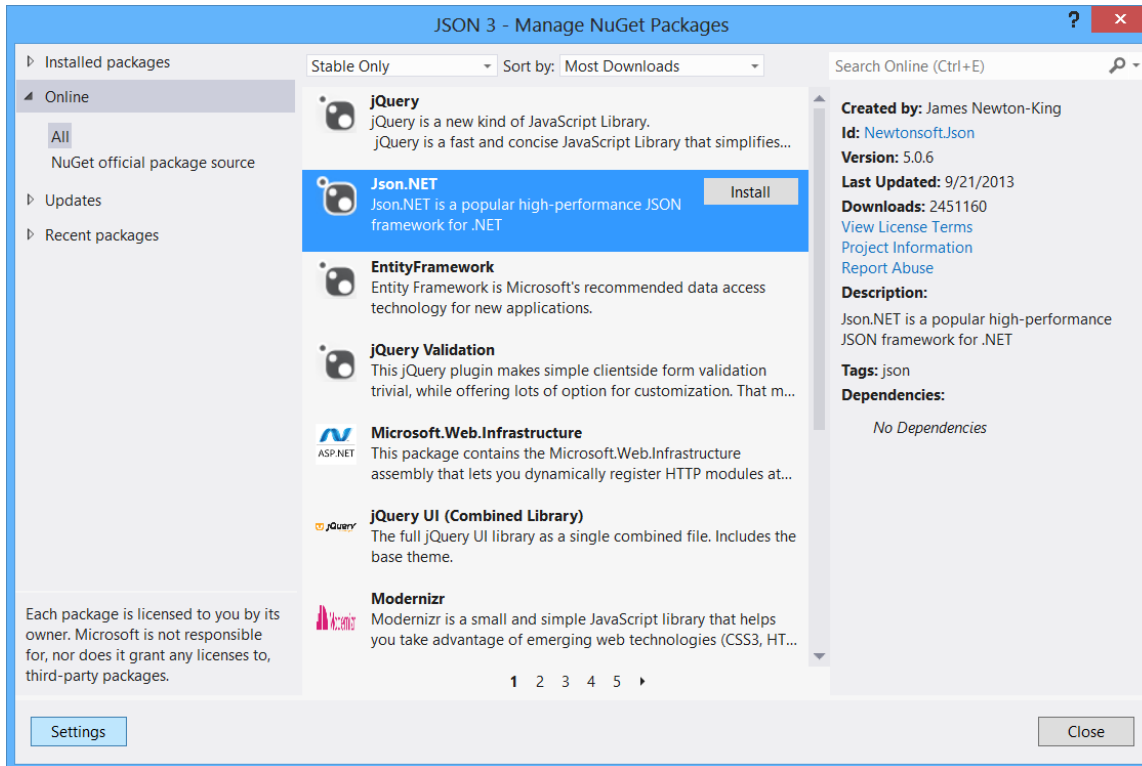 JSON 3 - Manage NuGet Packages
?
Installed packages
Online
All
NuGet official package source
Updates
Recent packages
Each package is licensed to you by its
owner. Microsoft is not responsible
for, nor does it grant any licenses to,
third-party packages.
Settings
Stable Only
Sort by: Most Downloads
jQuery
jQuery is a new kind of JavaScript Library.
jQuery is a fast and concise JavaScript Library that simplifies...
Json.NET
Json.NET is a popular high-performance JSON
framework for .NET
Install
EntityFramework
Entity Framework is Microsoft's recommended data access
technology for new applications.
jQuery Validation
This jQuery plugin makes simple clientside form validation
trivial, while offering lots of option for customization. That m...
ASP.NET
Microsoft.Web.Infrastructure
This package contains the Microsoft.Web.Infrastructure
assembly that lets you dynamically register HTTP modules at...
jQuery
jQuery UI (Combined Library)
The full jQuery UI library as a single combined file. Includes the
base theme.
Modernizr
Modernizr
Modernizr is a small and simple JavaScript library that helps
you take advantage of emerging web technologies (CSS3, HT...
1 2 3 4 5
Search Online (Ctrl+E)
Created by: James Newton-King
Id: Newtonsoft.Json
Version: 5.0.6
Last Updated: 9/21/2013
Downloads: 2451160
View License Terms
Project Information
Report Abuse
Description:
Json.NET is a popular high-performance
JSON framework for .NET
Tags: json
Dependencies:
No Dependencies
Close